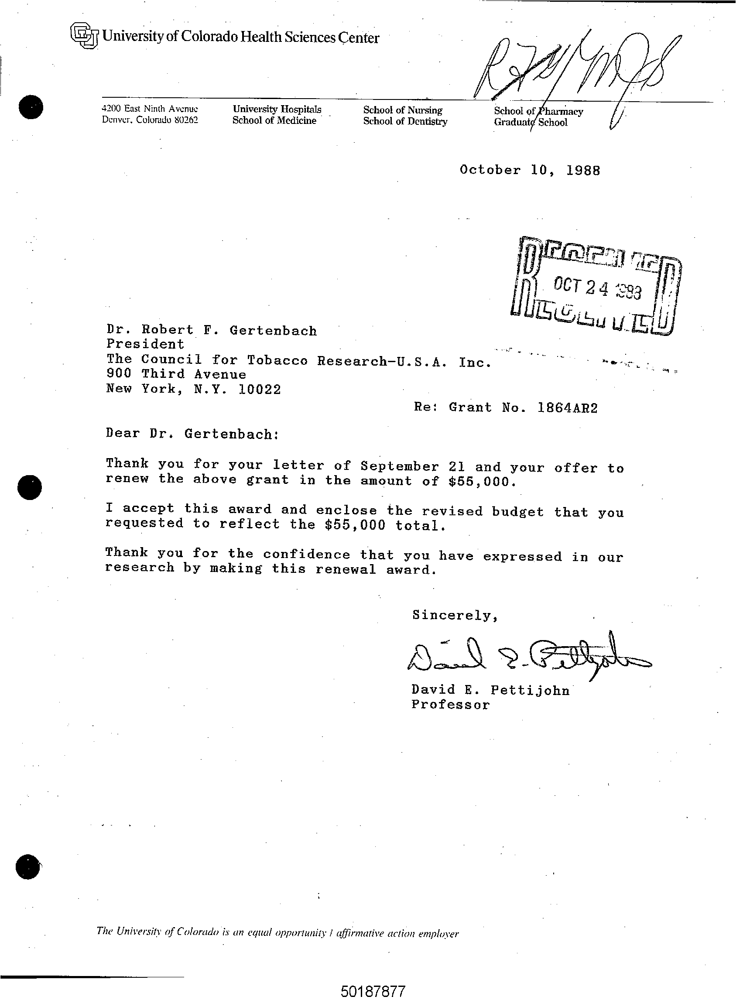 University of Colorado Health Sciences Center
4200 East Ninth Avenue
Denver, Colorado 80262
University Hospitals
School of Medicine
School of Nursing
School of Dentistry
School of Pharmacy
Graduate School
October 10, 1988
RECEIVED
OCT 24 1988
RECEIVED
Dr. Robert F. Gertenbach
President
The Council for Tobacco Research-U.S.A. Inc.
900 Third Avenue
New York, N.Y. 10022
Re: Grant No. 1864AR2
Dear Dr. Gertenbach:
Thank you for your letter of September 21 and your offer to
renew the above grant in the amount of $55,000.
I accept this award and enclose the revised budget that you
requested to reflect the $55,000 total.
Thank you for the confidence that you have expressed in our
research by making this renewal award.
Sincerely,
David E. Pettijohn
David E. Pettijohn
Professor
The University of Colorado is an equal opportunity / affirmative action employer
50187877